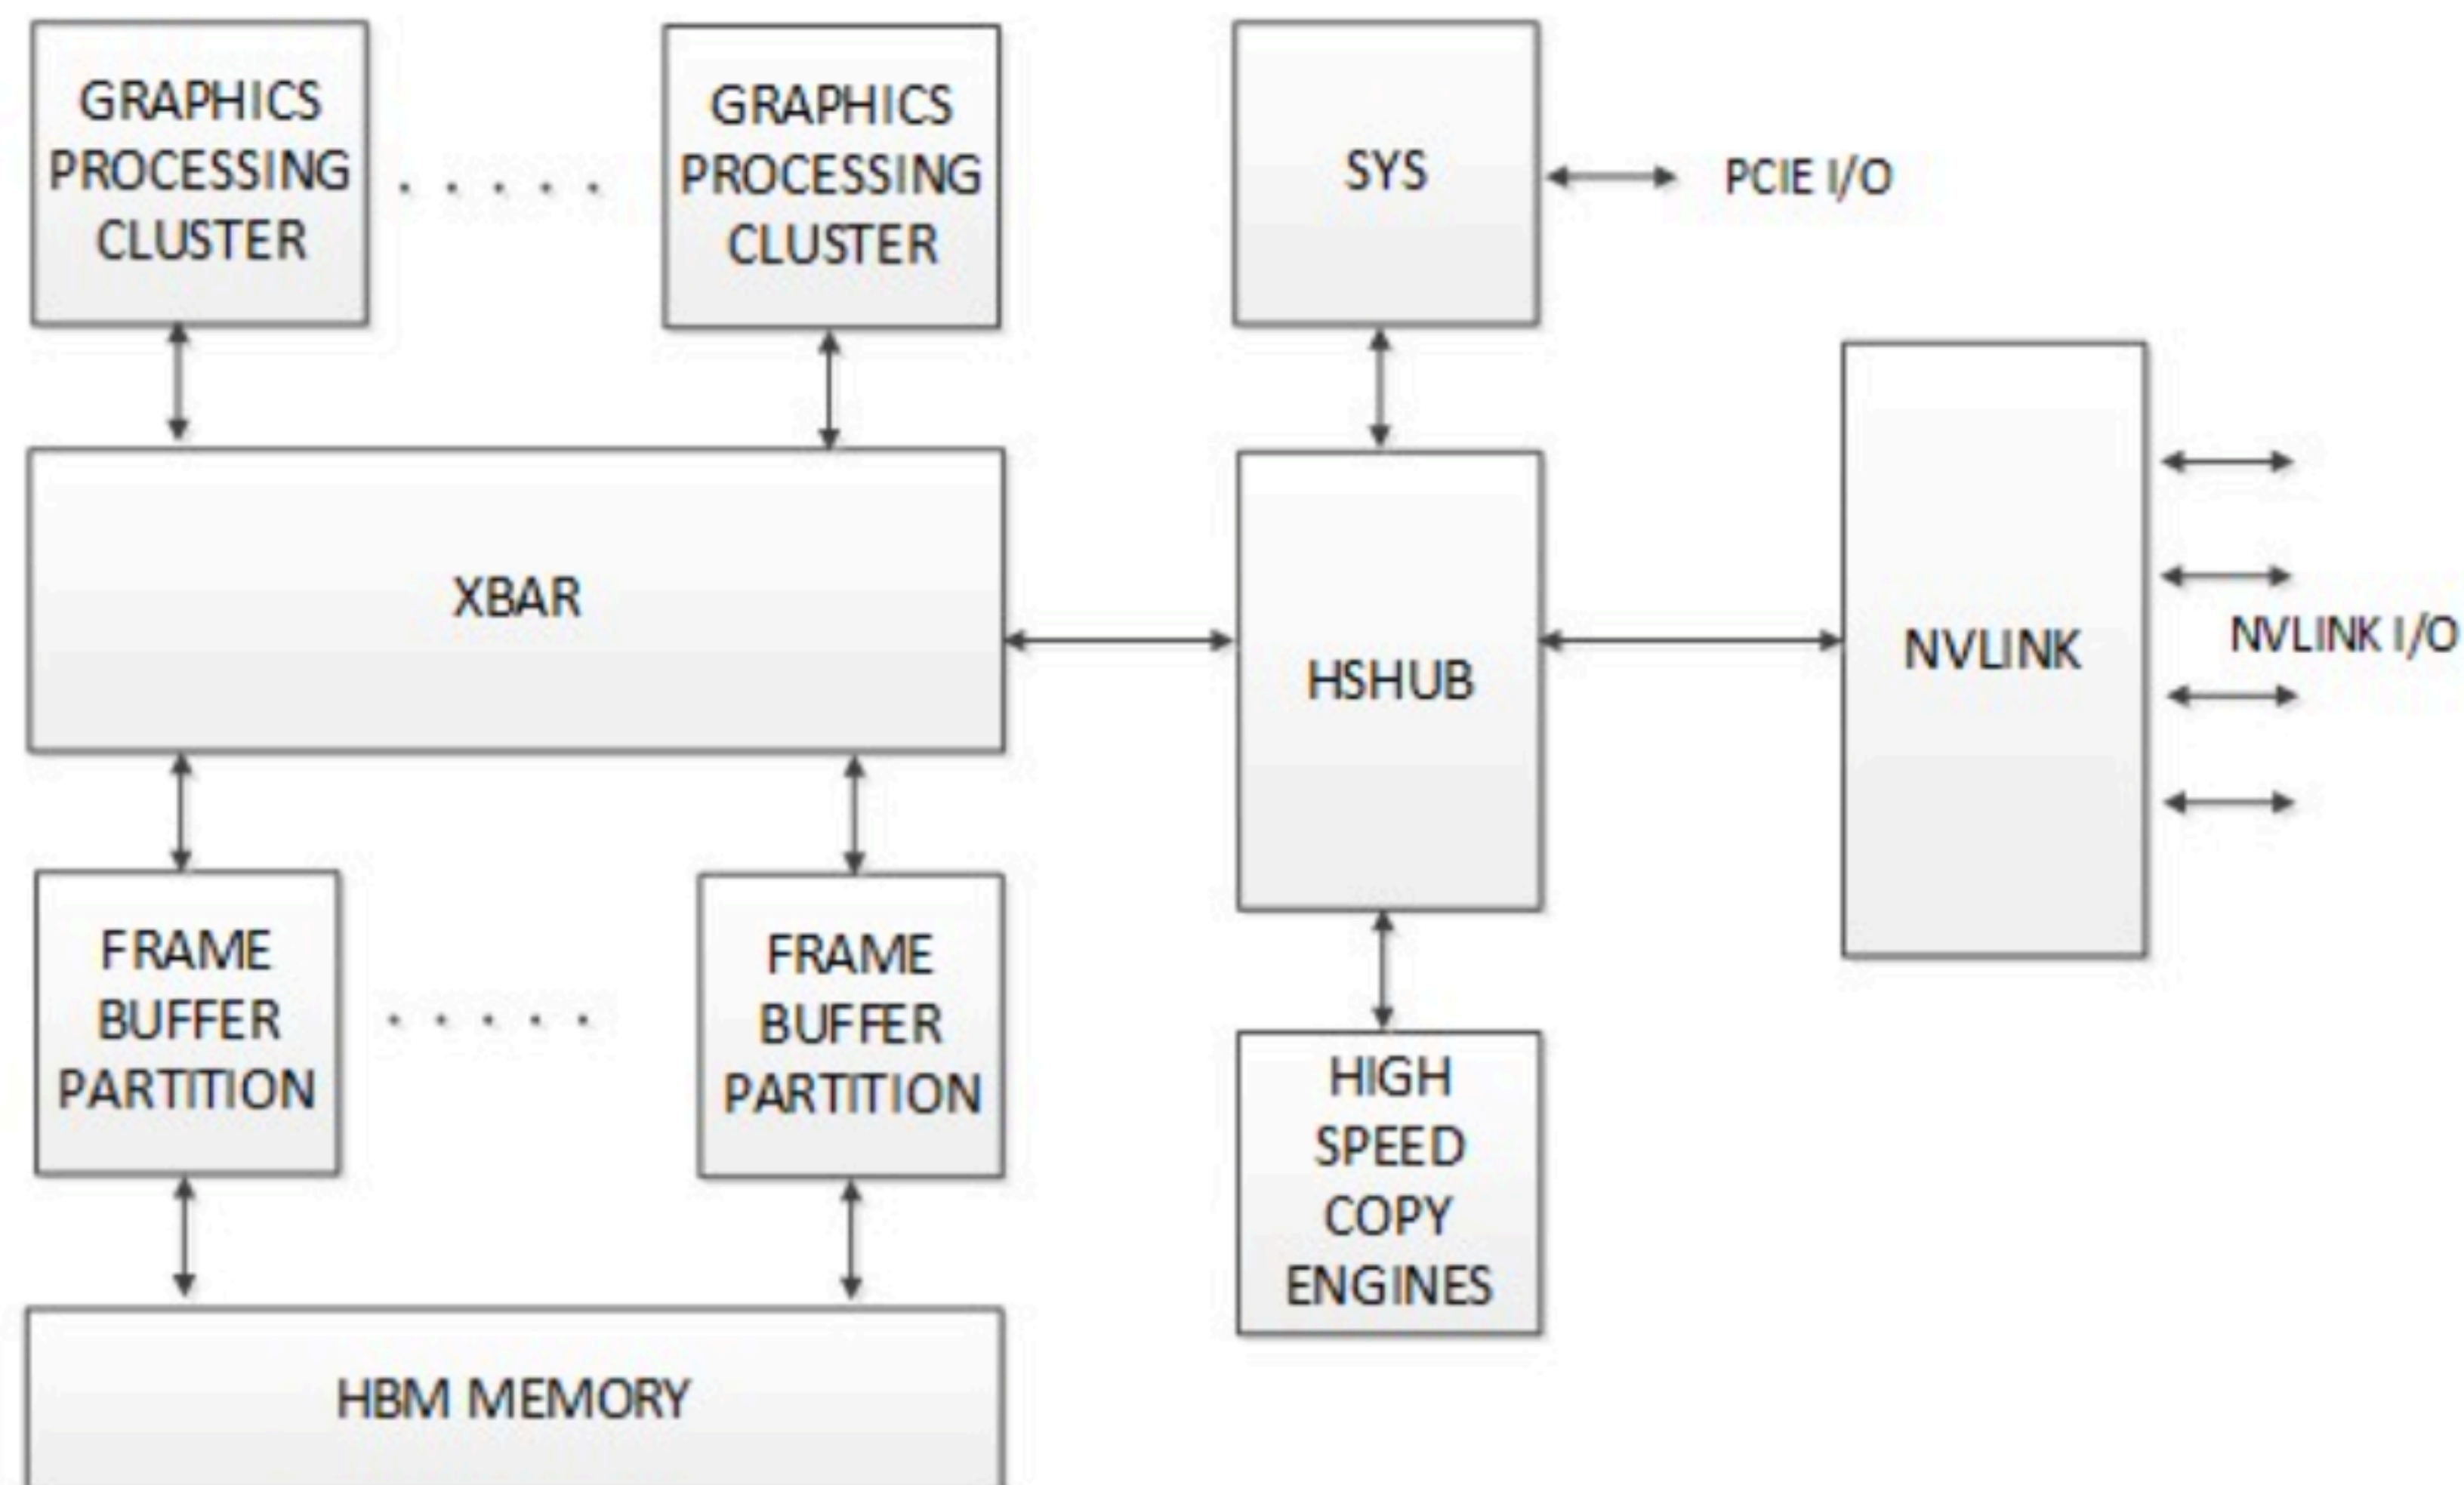 GRAPHICS
PROCESSING
CLUSTER
GRAPHICS
PROCESSING
CLUSTER
SYS
PCIE I/O
XBAR
HSHUB
NVLINK
NVLINK I/O
FRAME
BUFFER
PARTITION
FRAME
BUFFER
PARTITION
HIGH
SPEED
COPY
ENGINES
HBM MEMORY